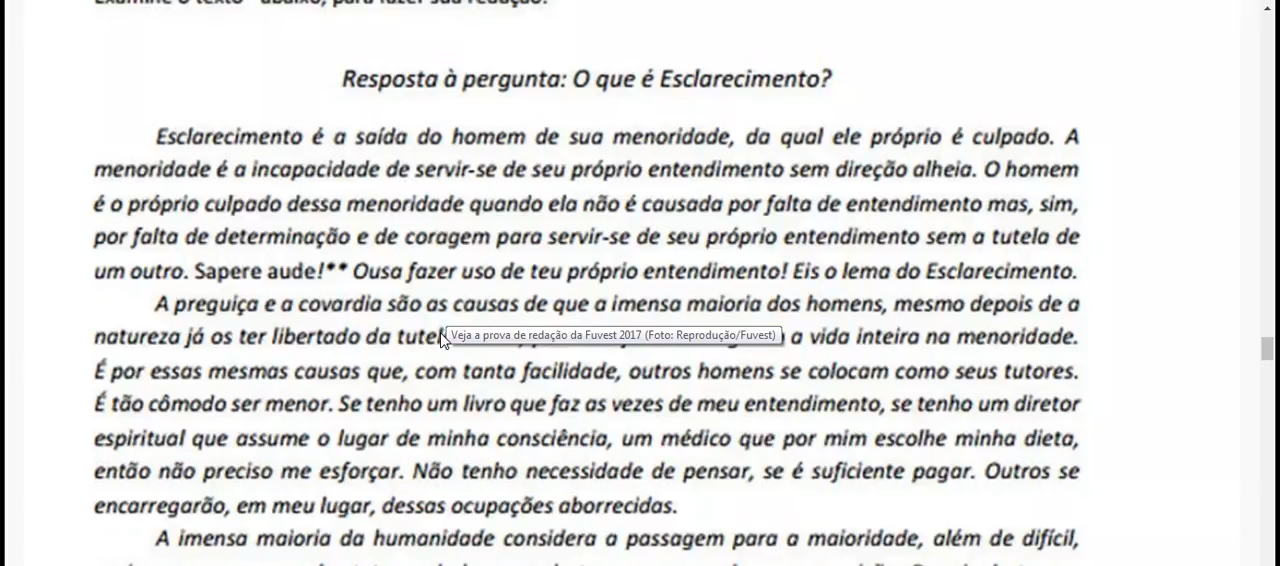 Examine o texto* abaixo, para fazer sua redação.
Resposta à pergunta: O que é Esclarecimento?
Esclarecimento é a saída do homem de sua menoridade, da qual ele próprio é culpado. A
menoridade é a incapacidade de servir-se de seu próprio entendimento sem direção alheia. O homem
é o próprio culpado dessa menoridade quando ela não é causada por falta de entendimento mas, sim,
por falta de determinação e de coragem para servir-se de seu próprio entendimento sem a tutela de
um outro. Sapere aude!** Ousa fazer uso de teu próprio entendimento! Eis o lema do Esclarecimento.
A preguiça e a covardia são as causas de que a imensa maioria dos homens, mesmo depois de a
natureza já os ter libertado da a vida inteira na menoridade.
Veja a prova de redação da Fuvest 2017 (Foto: Reprodução/Fuvest)
É por essas mesmas causas que, com tanta facilidade, outros homens se colocam como seus tutores.
É tão cômodo ser menor. Se tenho um livro que faz as vezes de meu entendimento, se tenho um diretor
espiritual que assume o lugar de minha consciência, um médico que por mim escolhe minha dieta,
então não preciso me esforçar. Não tenho necessidade de pensar, se é suficiente pagar. Outros se
encarregarão, em meu lugar, dessas ocupações aborrecidas.
A imensa maioria da humanidade considera a passagem para a maioridade, além de difícil,